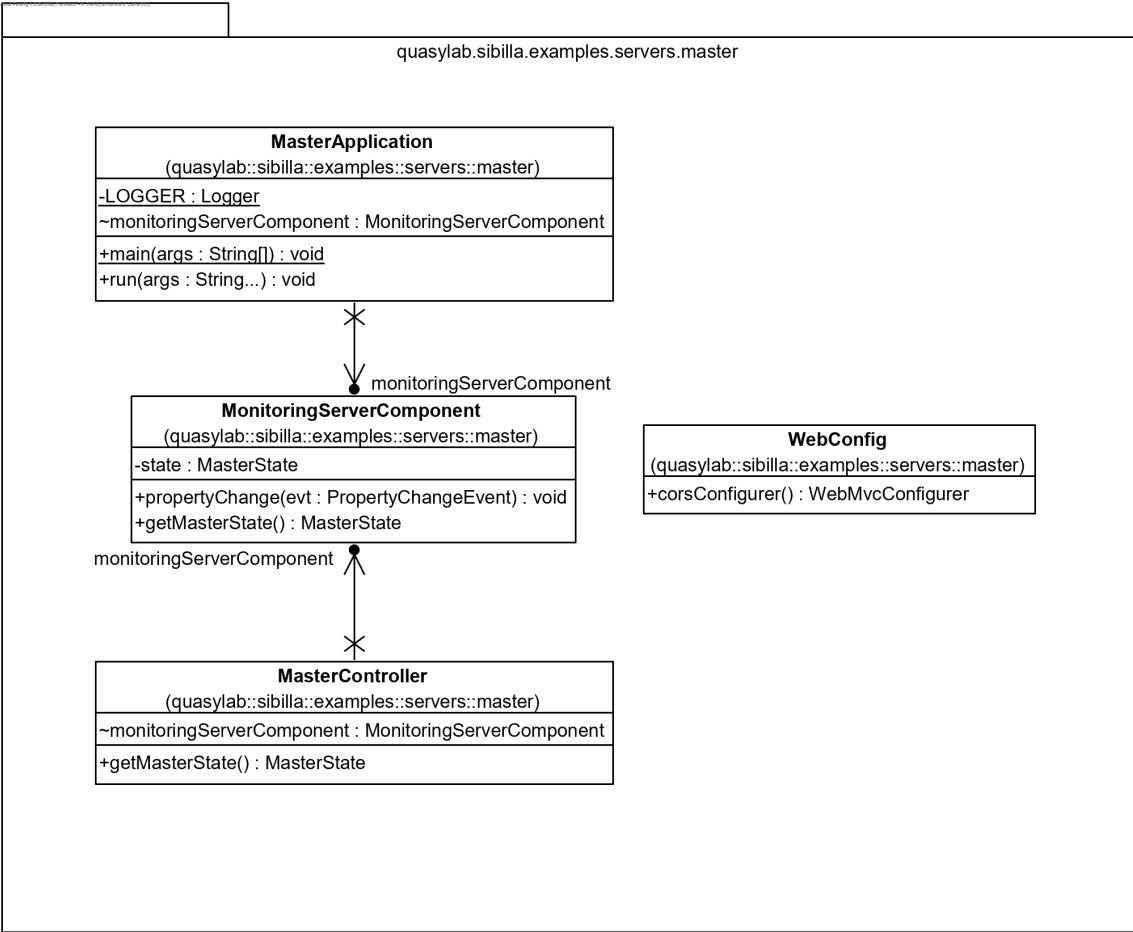 quasylab.sibilla.examples.servers.master
MasterApplication
(quasylab::sibilla::examples::servers::master)
-LOGGER : Logger
~monitoringServerComponent : MonitoringServerComponent
+main(args : String[]) : void
+run(args : String...) : void
monitoringServerComponent
MonitoringServerComponent
(quasylab::sibilla::examples::servers::master)
-state : MasterState
+propertyChange(evt : PropertyChangeEvent) : void
+getMasterState() : MasterState
WebConfig
(quasylab::sibilla::examples::servers::master)
+corsConfigurer() : WebMvcConfigurer
monitoringServerComponent
MasterController
(quasylab::sibilla::examples::servers::master)
~monitoringServerComponent : MonitoringServerComponent
+getMasterState() : MasterState